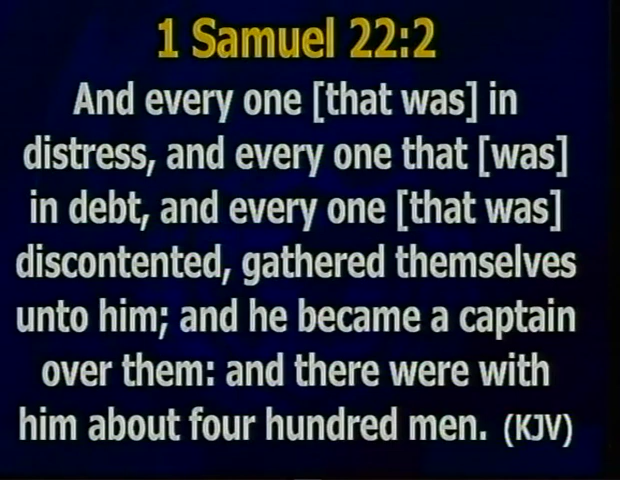 1 Samuel 22:2
And every one [that was] in
distress, and every one that [was]
in debt, and every one [that was]
discontented, gathered themselves
unto him; and he became a captain
over them: and there were with
him about four hundred men. (KJV)